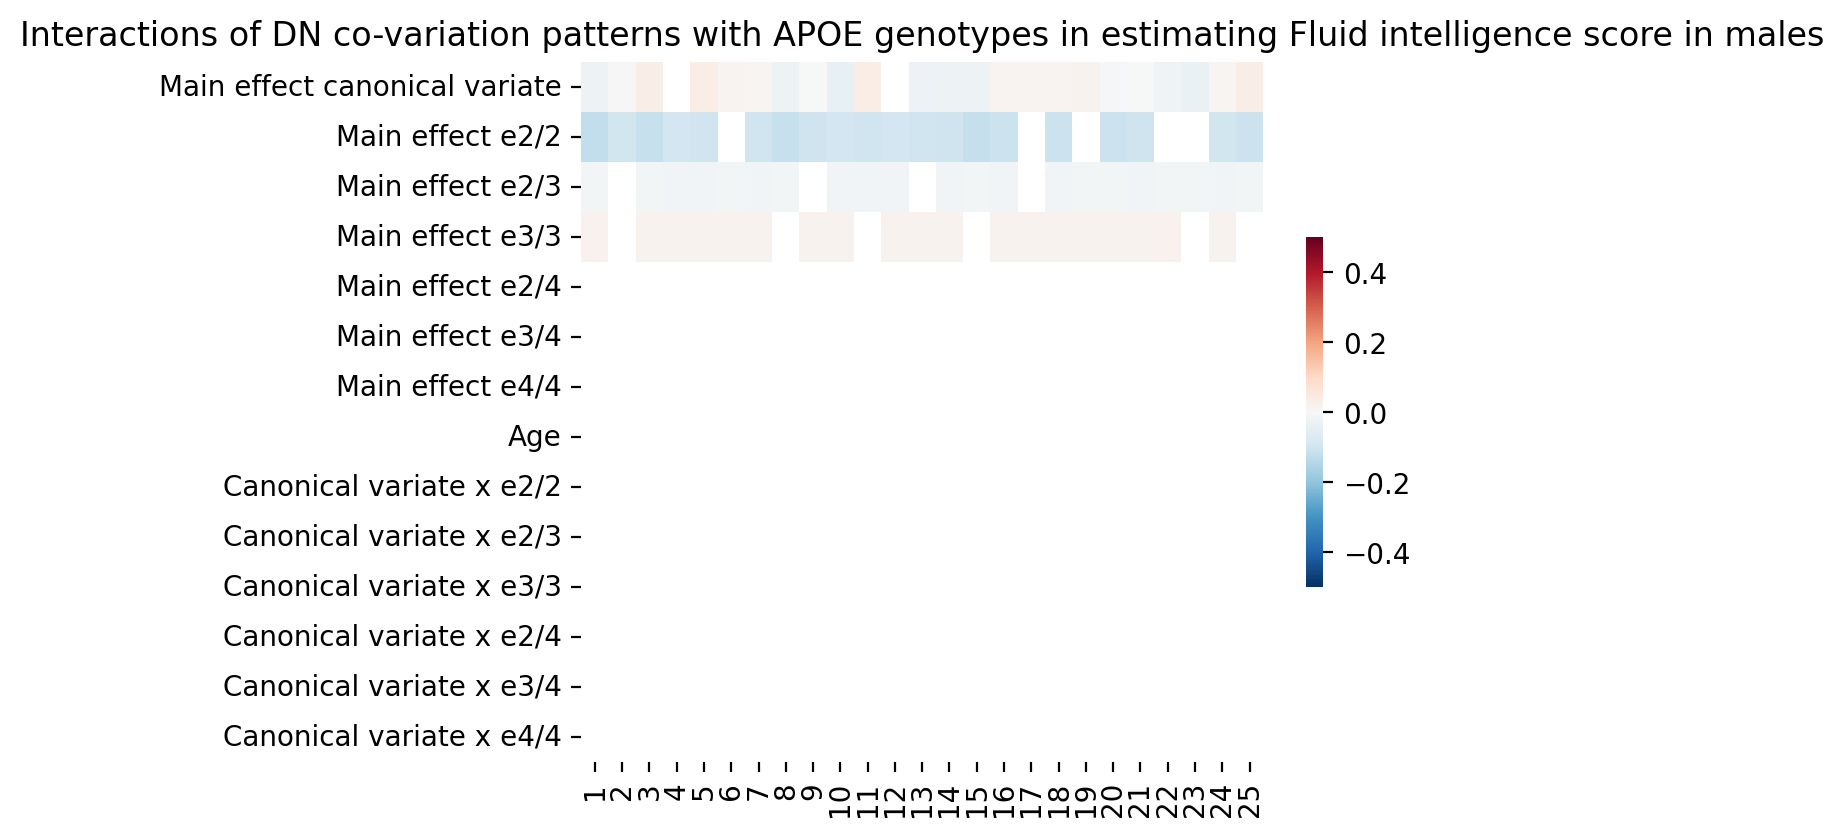 Interactions of DN co-variation patterns with APOE genotypes in estimating Fluid intelligence score in males
Main effect canonical variate
Main effect e2/2
Main effect e2/3
Main effect e3/3
Main effect e2/4
Main effect e3/4
Main effect e4/4
Age
Canonical variate x e2/2
Canonical variate x e2/3
Canonical variate x e3/3
Canonical variate x e2/4
Canonical variate x e3/4
Canonical variate x e4/4
1 2 3 4 5 6 7 8 9 10 11 12 13 14 15 16 17 18 19 20 21 22 23 24 25
0.4
0.2
0.0
−0.2
−0.4